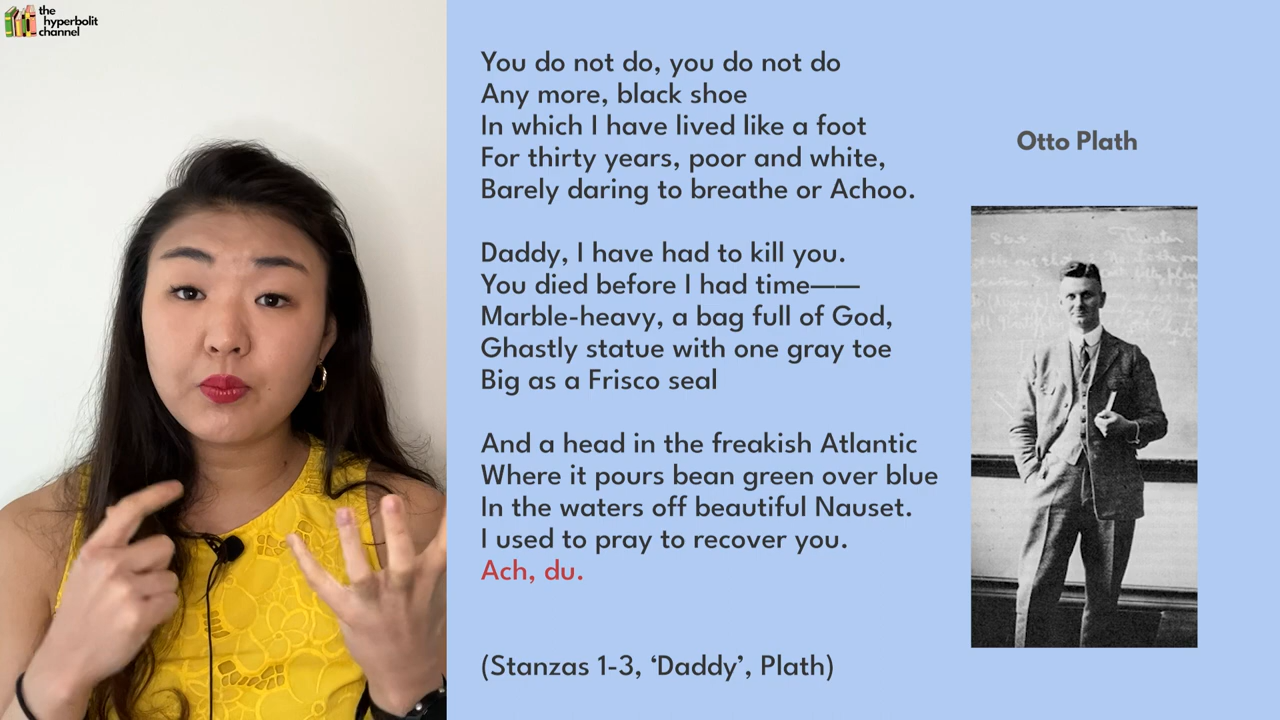 the
hyperbolit
channel
You do not do, you do not do
Any more, black shoe
In which I have lived like a foot
For thirty years, poor and white,
Barely daring to breathe or Achoo.
Daddy, I have had to kill you.
You died before I had time——
Marble-heavy, a bag full of God,
Ghastly statue with one gray toe
Big as a Frisco seal
And a head in the freakish Atlantic
Where it pours bean green over blue
In the waters off beautiful Nauset.
I used to pray to recover you.
Ach, du.
(Stanzas 1-3, ‘Daddy’, Plath)
Otto Plath